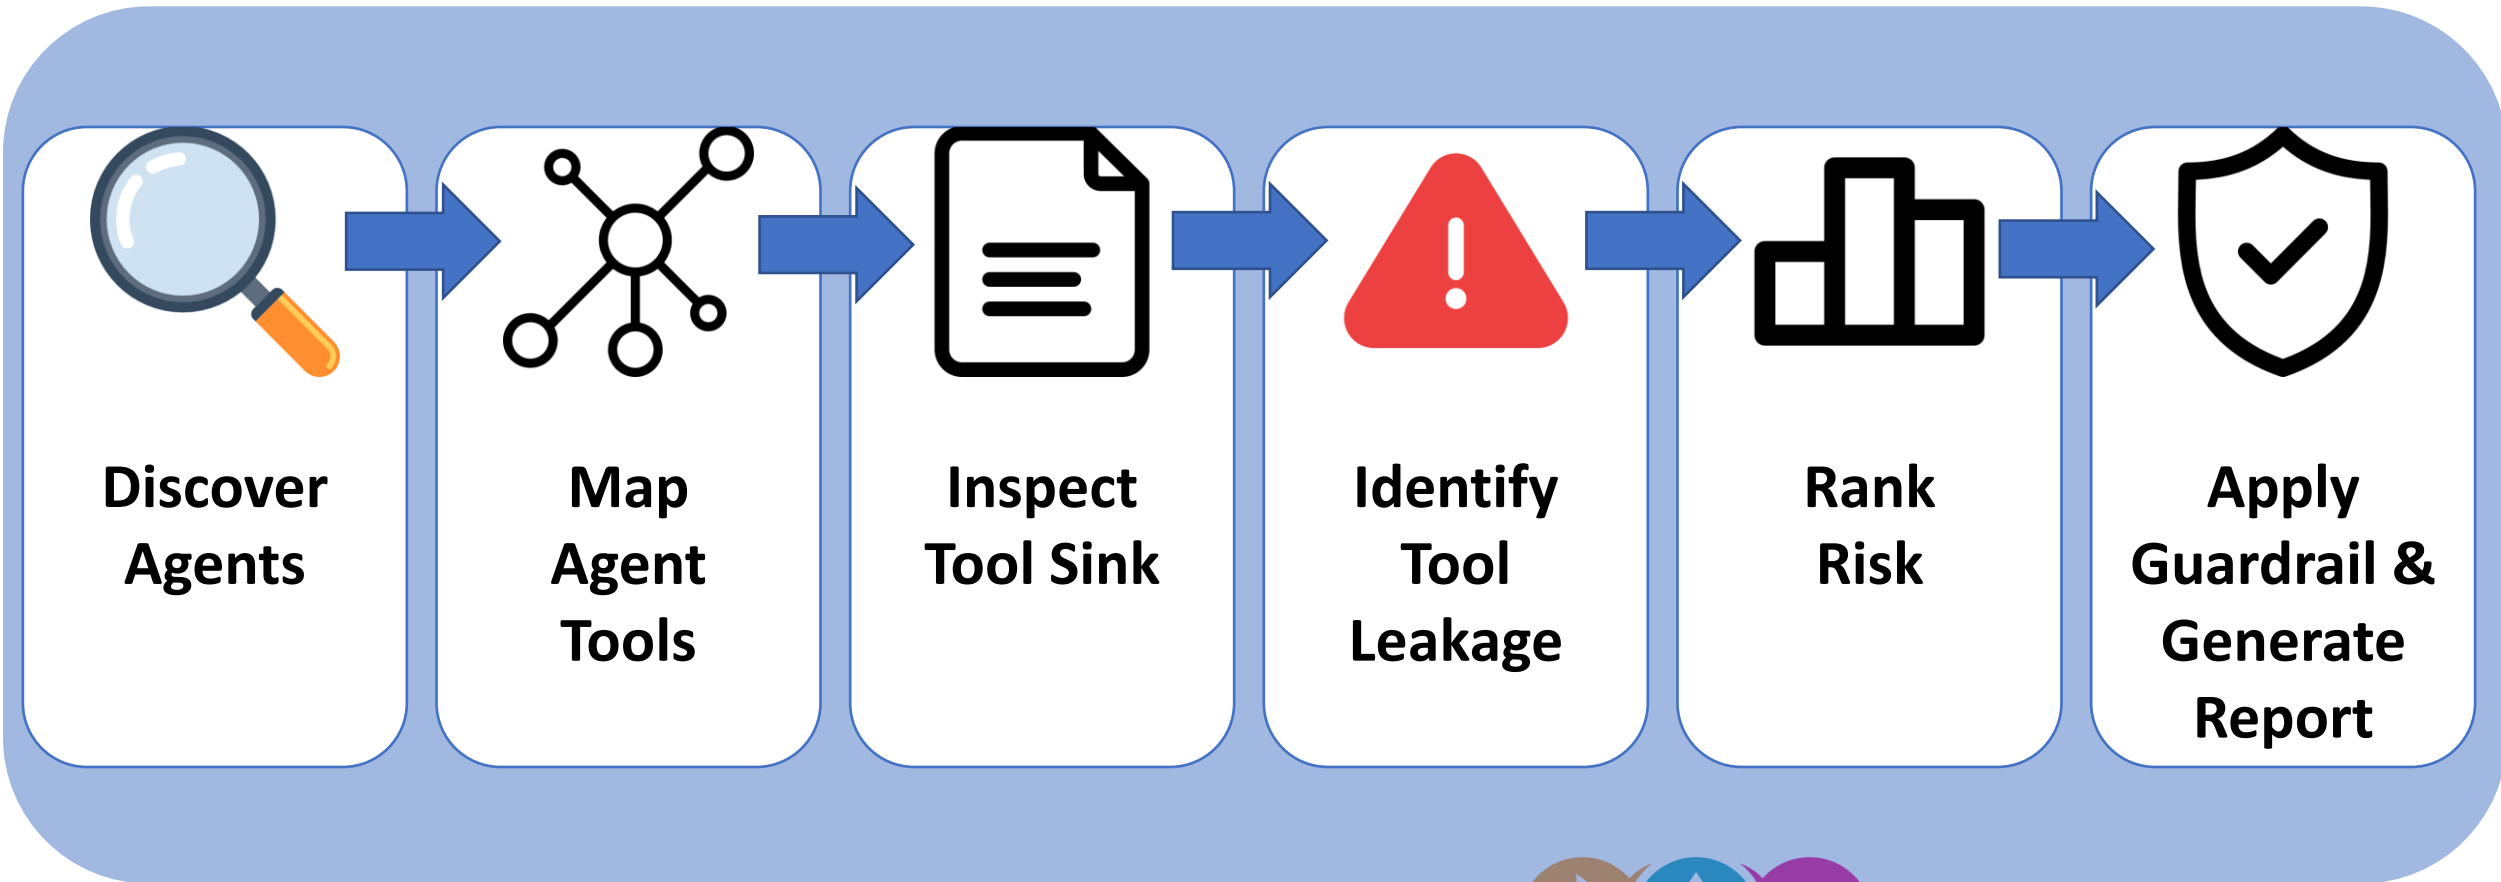 Discover
Agents
Map
Agent
Tools
Inspect
Tool Sink
Identify
Tool
Leakage
Rank
Risk
Apply
Guardrail &
Generate
Report